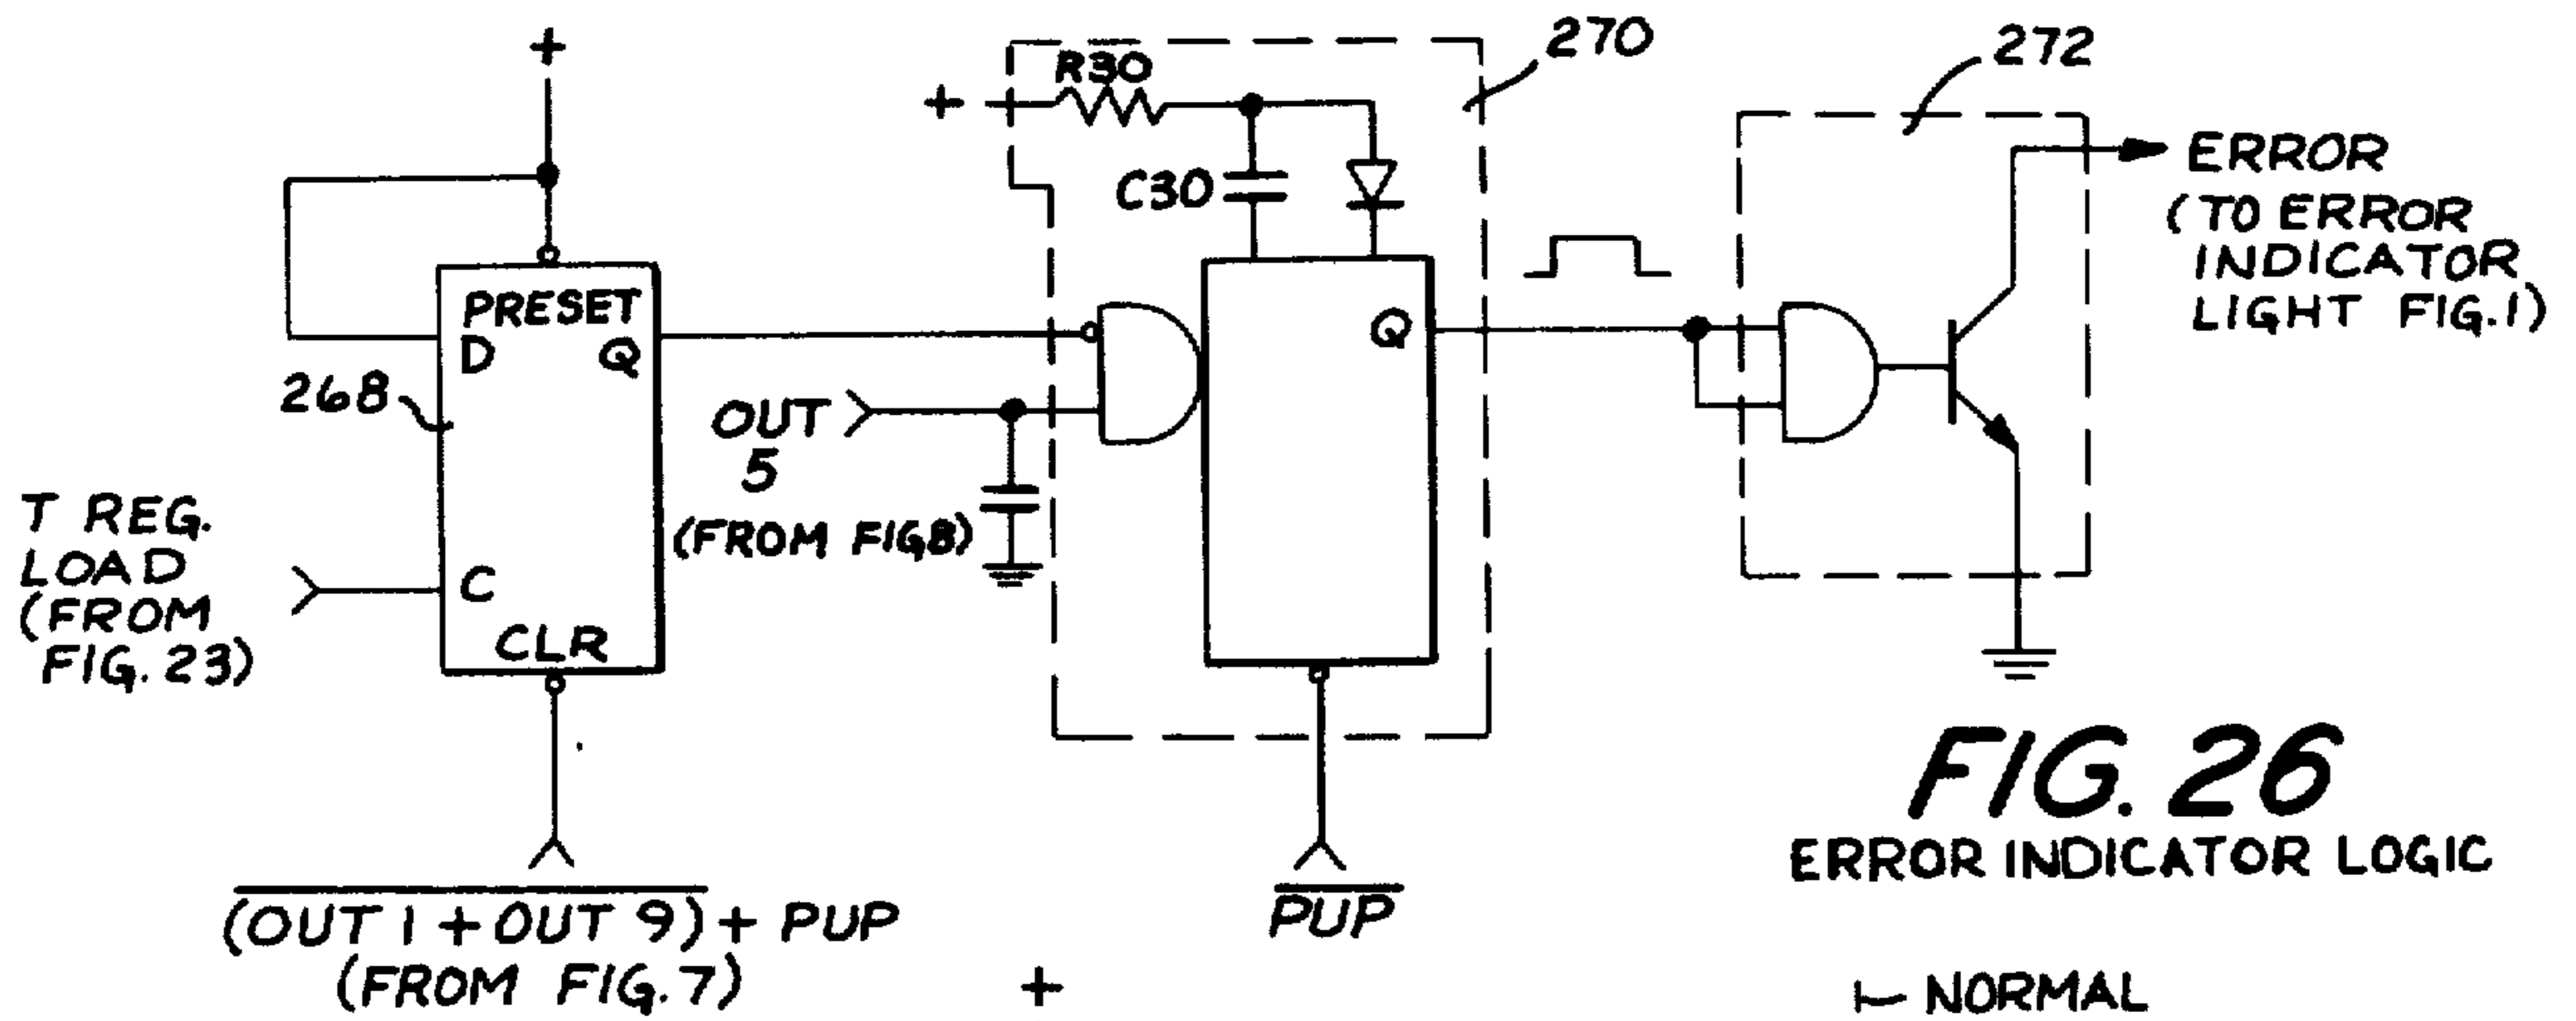 +
270
272
R30
+
ERROR
(TO ERROR
INDICATOR
LIGHT FIG.1)
C30
PRESET
D
Q
Q
268
OUT
5
(FROM FIG8)
T REG.
LOAD
(FROM
FIG. 23)
C
CLR
FIG. 26
ERROR INDICATOR LOGIC
(OUT 1 + OUT 9) + PUP
(FROM FIG. 7)
PUP
+
NORMAL